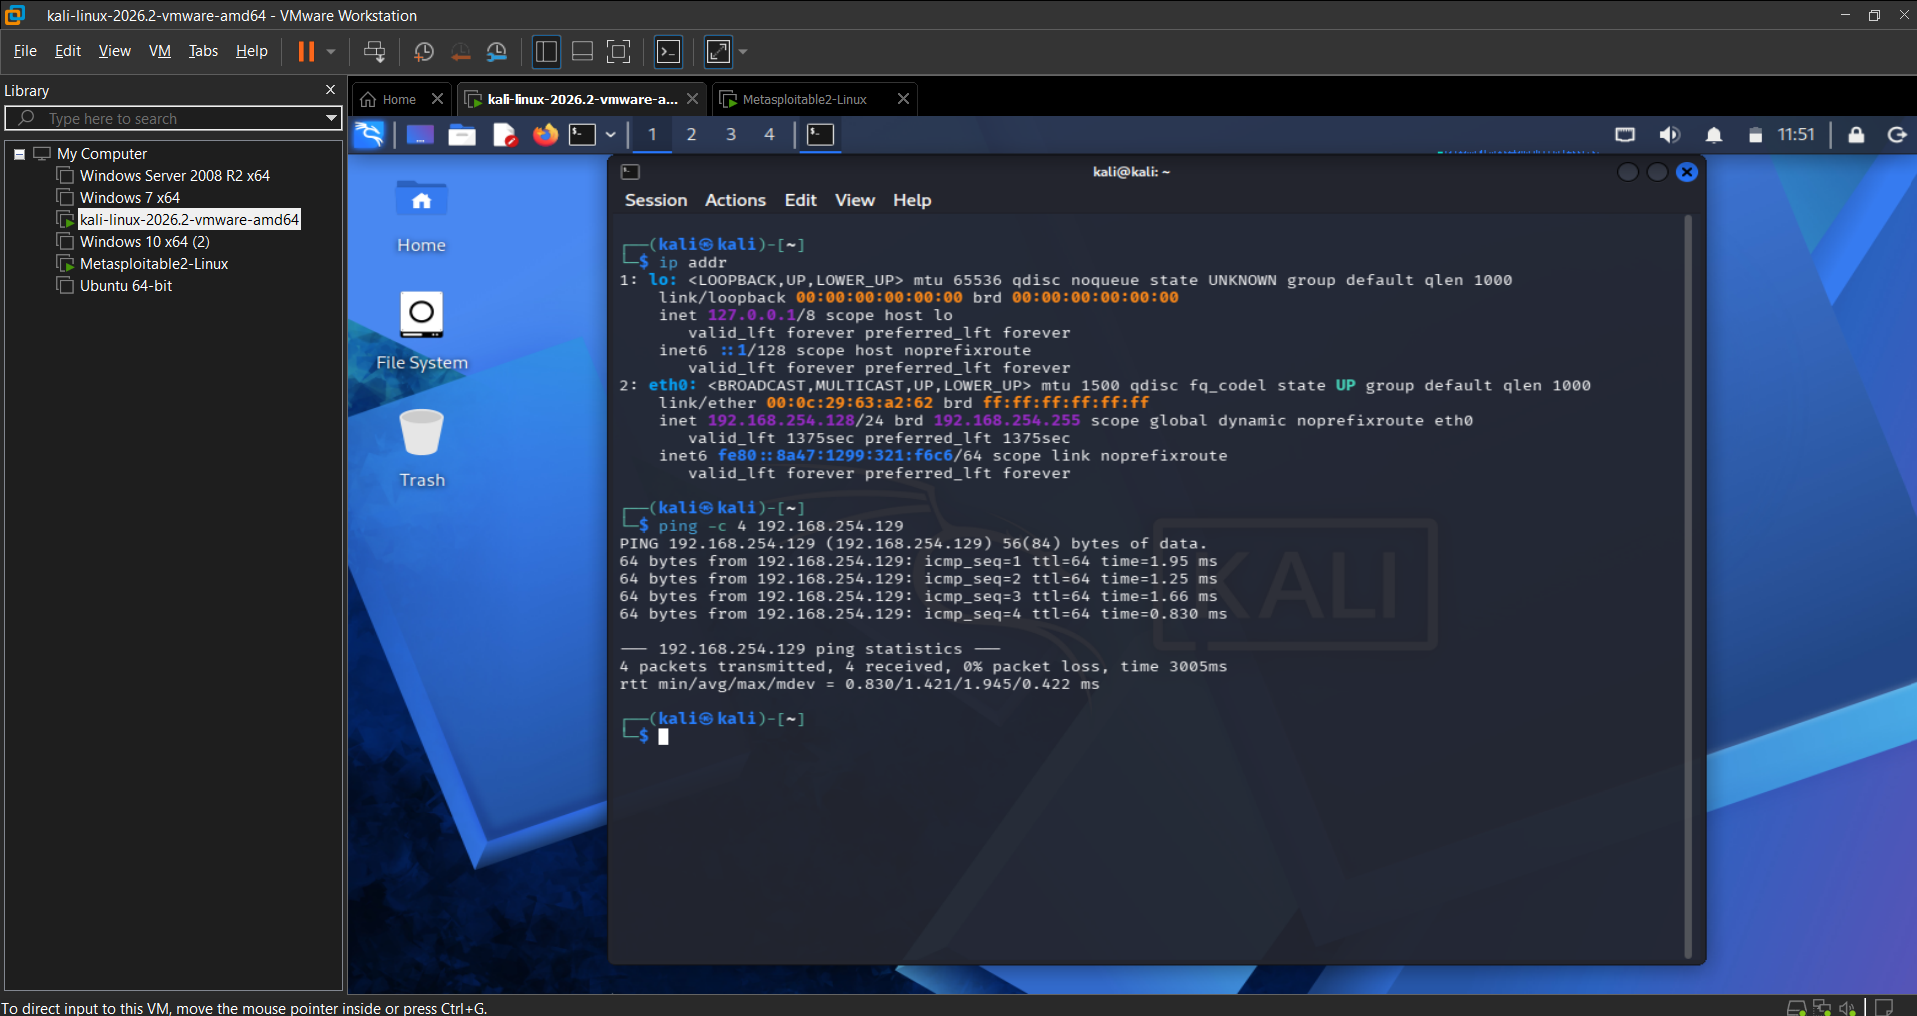 kali-linux-2026.2-vmware-amd64 - VMware Workstation
File Edit View VM Tabs Help
Library
Type here to search
My Computer
Windows Server 2008 R2 x64
Windows 7 x64
kali-linux-2026.2-vmware-amd64
Windows 10 x64 (2)
Metasploitable2-Linux
Ubuntu 64-bit
Home kali-linux-2026.2-vmware-a... Metasploitable2-Linux
1 2 3 4 11:51
Home
File System
Trash
kali@kali: ~
Session Actions Edit View Help
┌──(kali㉿kali)-[~]
└─$ ip addr
1: lo: <LOOPBACK,UP,LOWER_UP> mtu 65536 qdisc noqueue state UNKNOWN group default qlen 1000
link/loopback 00:00:00:00:00:00 brd 00:00:00:00:00:00
inet 127.0.0.1/8 scope host lo
valid_lft forever preferred_lft forever
inet6 ::1/128 scope host noprefixroute
valid_lft forever preferred_lft forever
2: eth0: <BROADCAST,MULTICAST,UP,LOWER_UP> mtu 1500 qdisc fq_codel state UP group default qlen 1000
link/ether 00:0c:29:63:a2:62 brd ff:ff:ff:ff:ff:ff
inet 192.168.254.128/24 brd 192.168.254.255 scope global dynamic noprefixroute eth0
valid_lft 1375sec preferred_lft 1375sec
inet6 fe80::8a47:1299:321:f6c6/64 scope link noprefixroute
valid_lft forever preferred_lft forever
┌──(kali㉿kali)-[~]
└─$ ping -c 4 192.168.254.129
PING 192.168.254.129 (192.168.254.129) 56(84) bytes of data.
64 bytes from 192.168.254.129: icmp_seq=1 ttl=64 time=1.95 ms
64 bytes from 192.168.254.129: icmp_seq=2 ttl=64 time=1.25 ms
64 bytes from 192.168.254.129: icmp_seq=3 ttl=64 time=1.66 ms
64 bytes from 192.168.254.129: icmp_seq=4 ttl=64 time=0.830 ms
--- 192.168.254.129 ping statistics ---
4 packets transmitted, 4 received, 0% packet loss, time 3005ms
rtt min/avg/max/mdev = 0.830/1.421/1.945/0.422 ms
┌──(kali㉿kali)-[~]
└─$
KALI
To direct input to this VM, move the mouse pointer inside or press Ctrl+G.